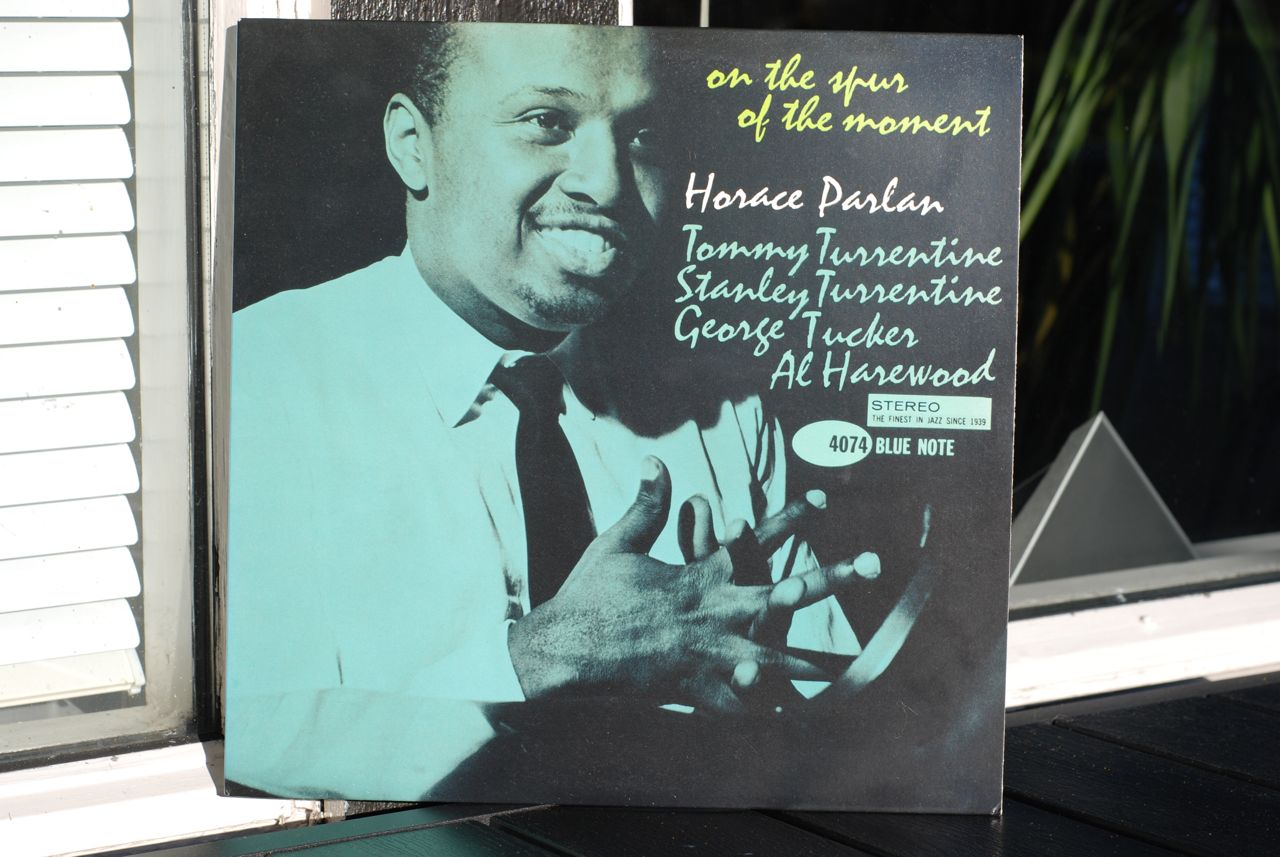 on the spur
of the moment
Horace Parlan
Tommy Turrentine
Stanley Turrentine
George Tucker
Al Harewood
STEREO
THE FINEST IN JAZZ SINCE 1939
4074 BLUE NOTE